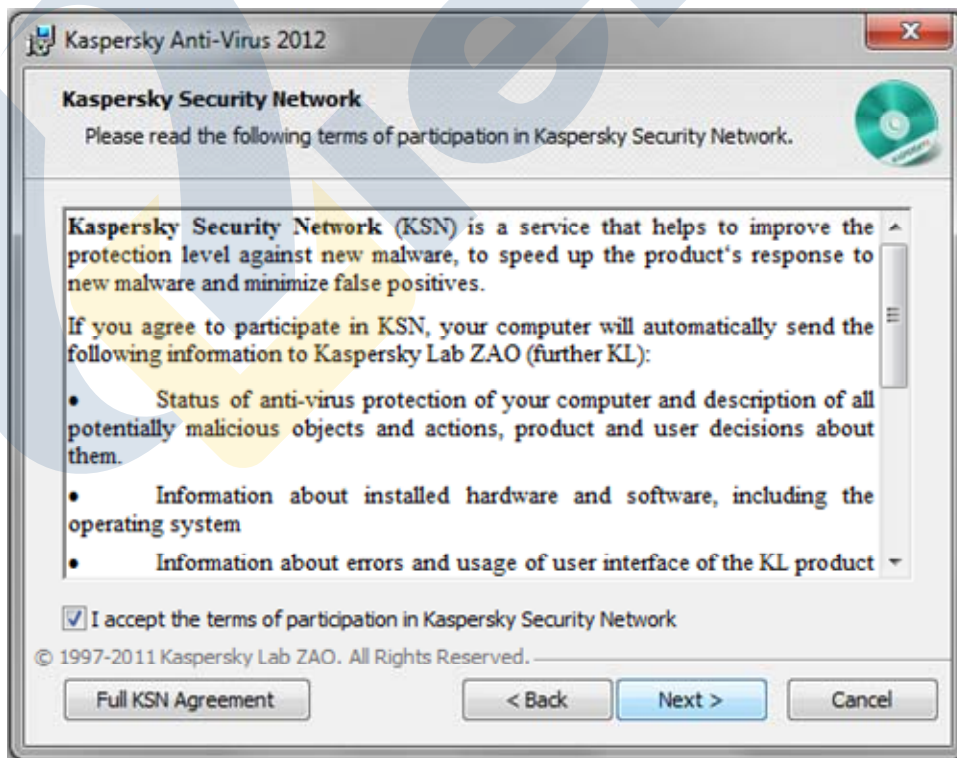 Kaspersky Anti-Virus 2012
Kaspersky Security Network
Please read the following terms of participation in Kaspersky Security Network.
Kaspersky Security Network (KSN) is a service that helps to improve the
protection level against new malware, to speed up the product's response to
new malware and minimize false positives.
If you agree to participate in KSN, your computer will automatically send the
following information to Kaspersky Lab ZAO (further KL):
• Status of anti-virus protection of your computer and description of all
potentially malicious objects and actions, product and user decisions about
them.
• Information about installed hardware and software, including the
operating system
• Information about errors and usage of user interface of the KL product
I accept the terms of participation in Kaspersky Security Network
© 1997-2011 Kaspersky Lab ZAO. All Rights Reserved.
Full KSN Agreement
< Back
Next >
Cancel